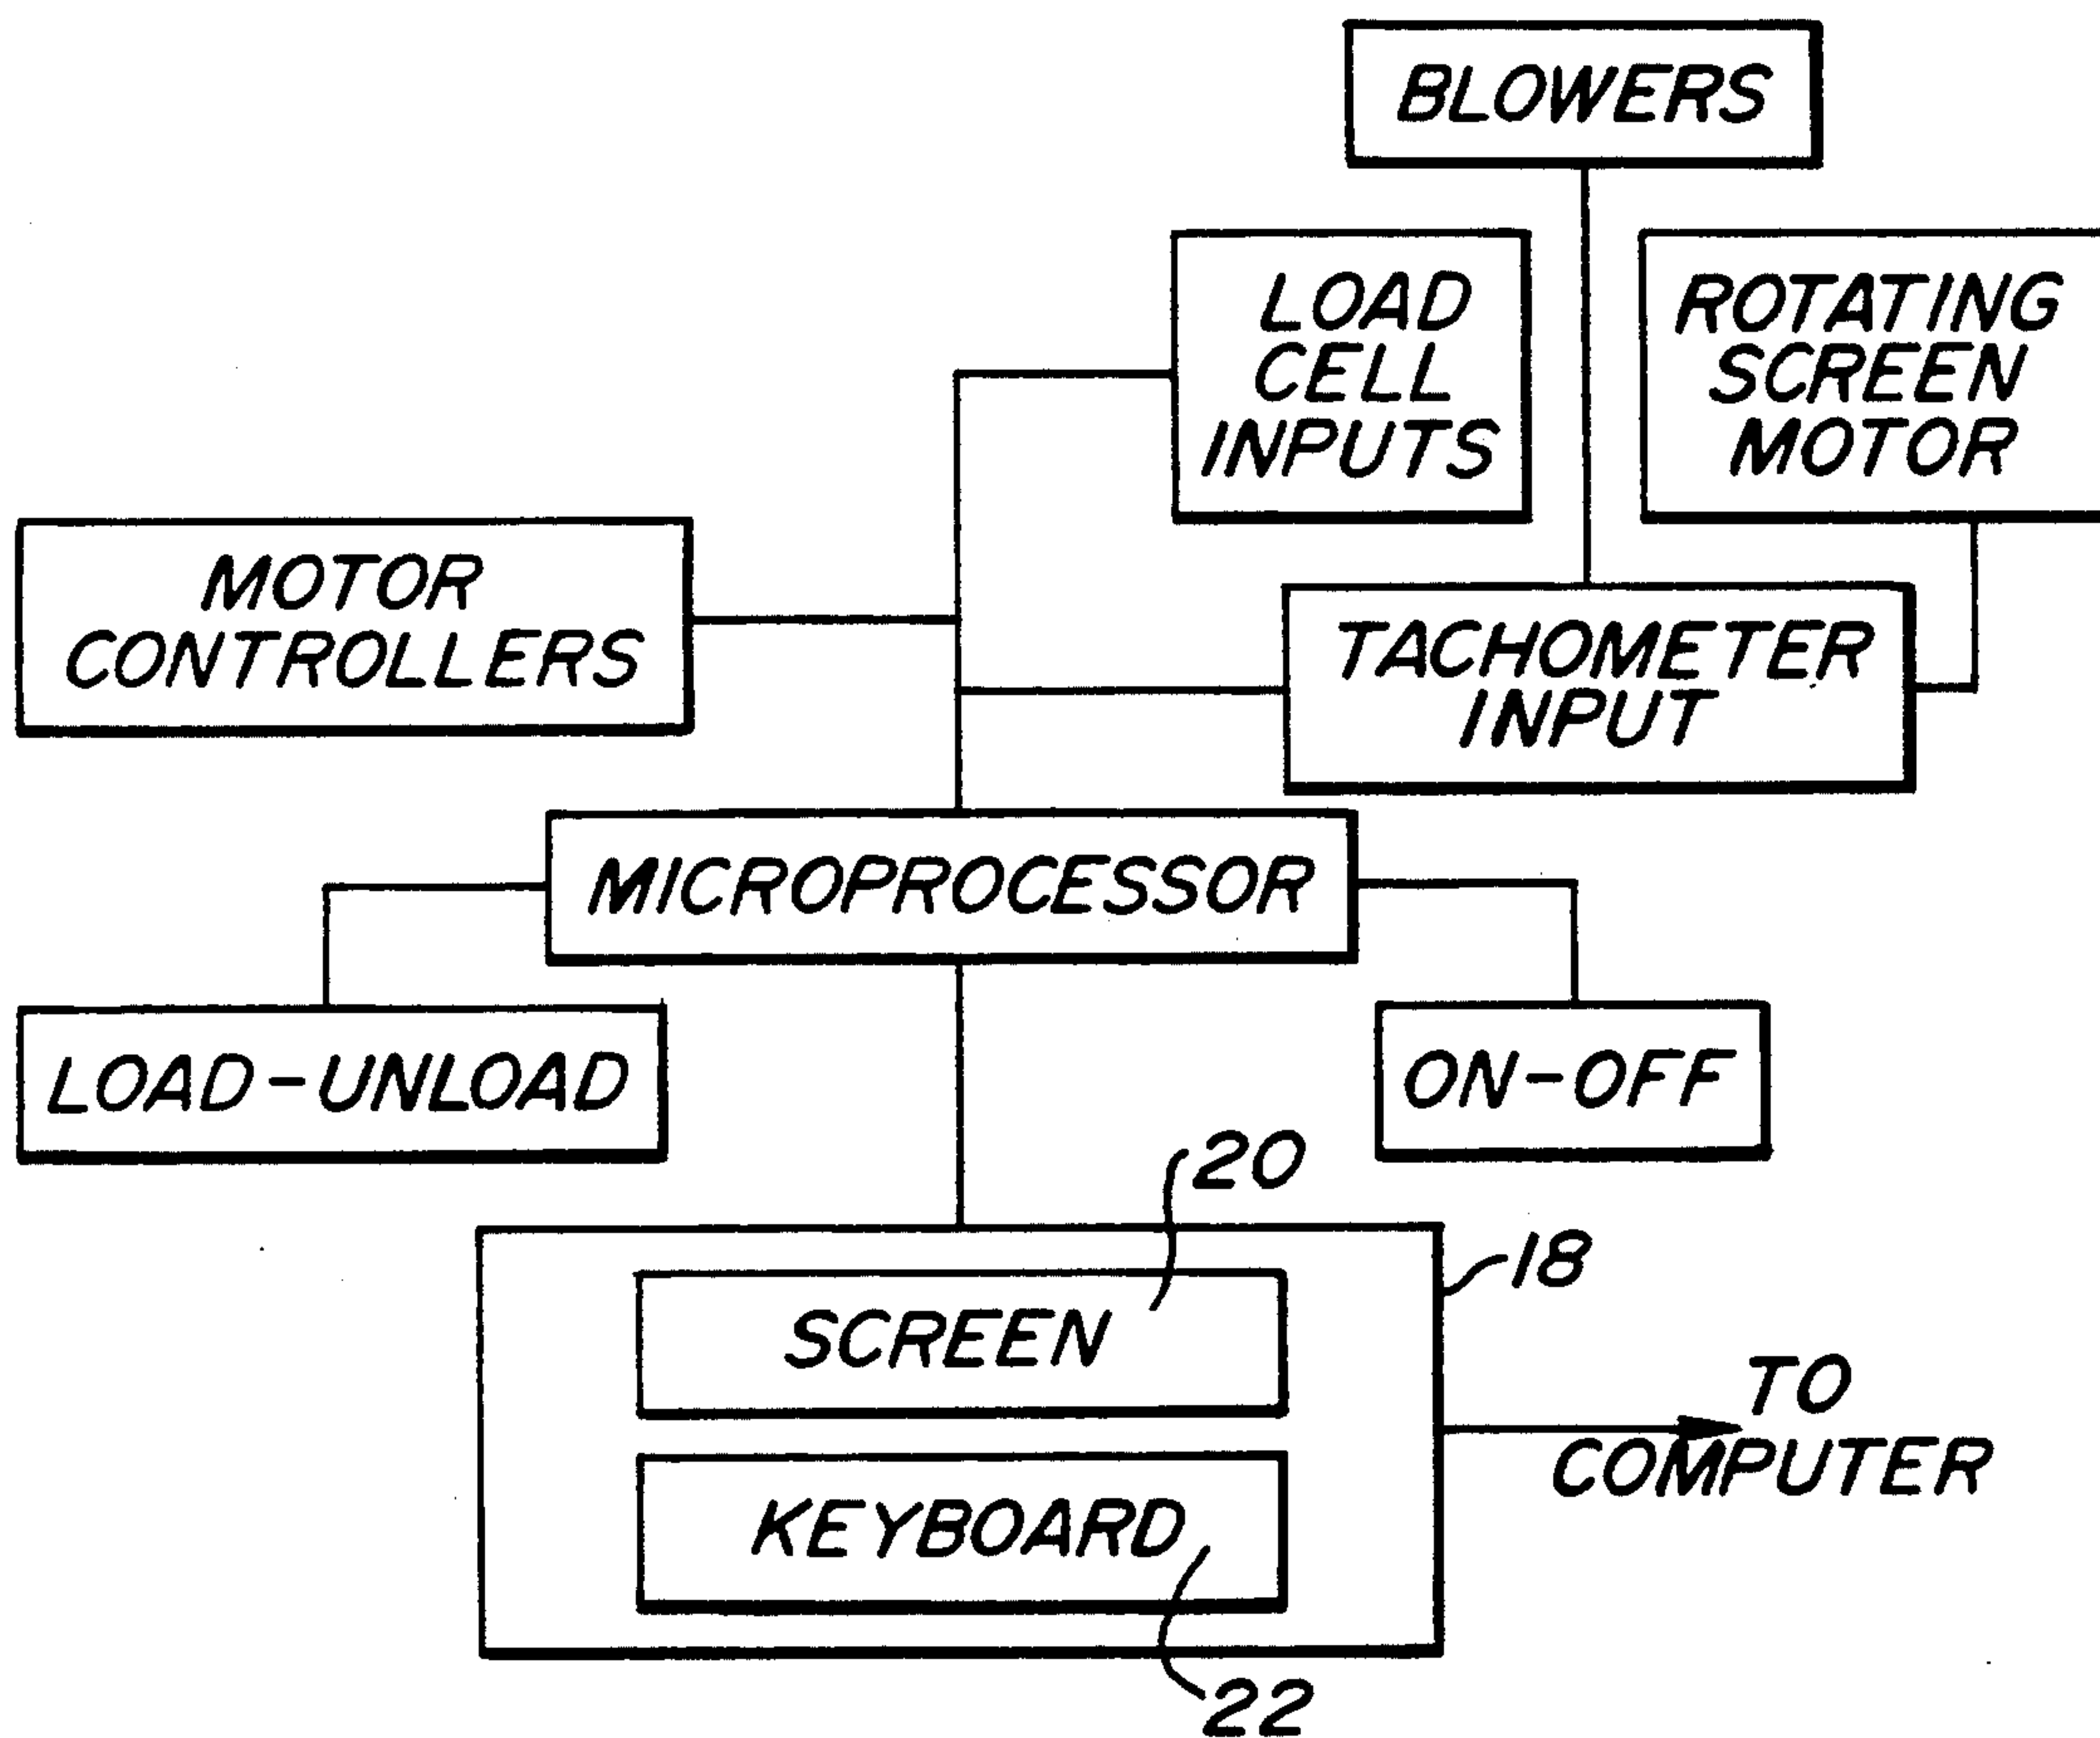 BLOWERS
LOAD
CELL
INPUTS
ROTATING
SCREEN
MOTOR
MOTOR
CONTROLLERS
TACHOMETER
INPUT
MICROPROCESSOR
LOAD-UNLOAD
ON-OFF
20
18
SCREEN
TO
COMPUTER
KEYBOARD
22